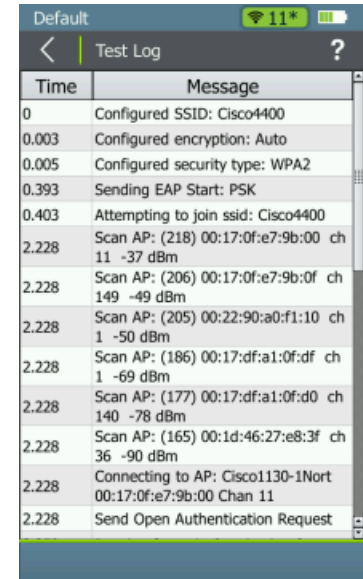 Default 11*
Test Log ?
Time Message
0 Configured SSID: Cisco4400
0.003 Configured encryption: Auto
0.005 Configured security type: WPA2
0.393 Sending EAP Start: PSK
0.403 Attempting to join ssid: Cisco4400
2.228 Scan AP: (218) 00:17:0f:e7:9b:00 ch
11 -37 dBm
2.228 Scan AP: (206) 00:17:0f:e7:9b:0f ch
149 -49 dBm
2.228 Scan AP: (205) 00:22:90:a0:f1:10 ch
1 -50 dBm
2.228 Scan AP: (186) 00:17:df:a1:0f:df ch
1 -69 dBm
2.228 Scan AP: (177) 00:17:df:a1:0f:d0 ch
140 -78 dBm
2.228 Scan AP: (165) 00:1d:46:27:e8:3f ch
36 -90 dBm
2.228 Connecting to AP: Cisco1130-1Nort
00:17:0f:e7:9b:00 Chan 11
2.228 Send Open Authentication Request